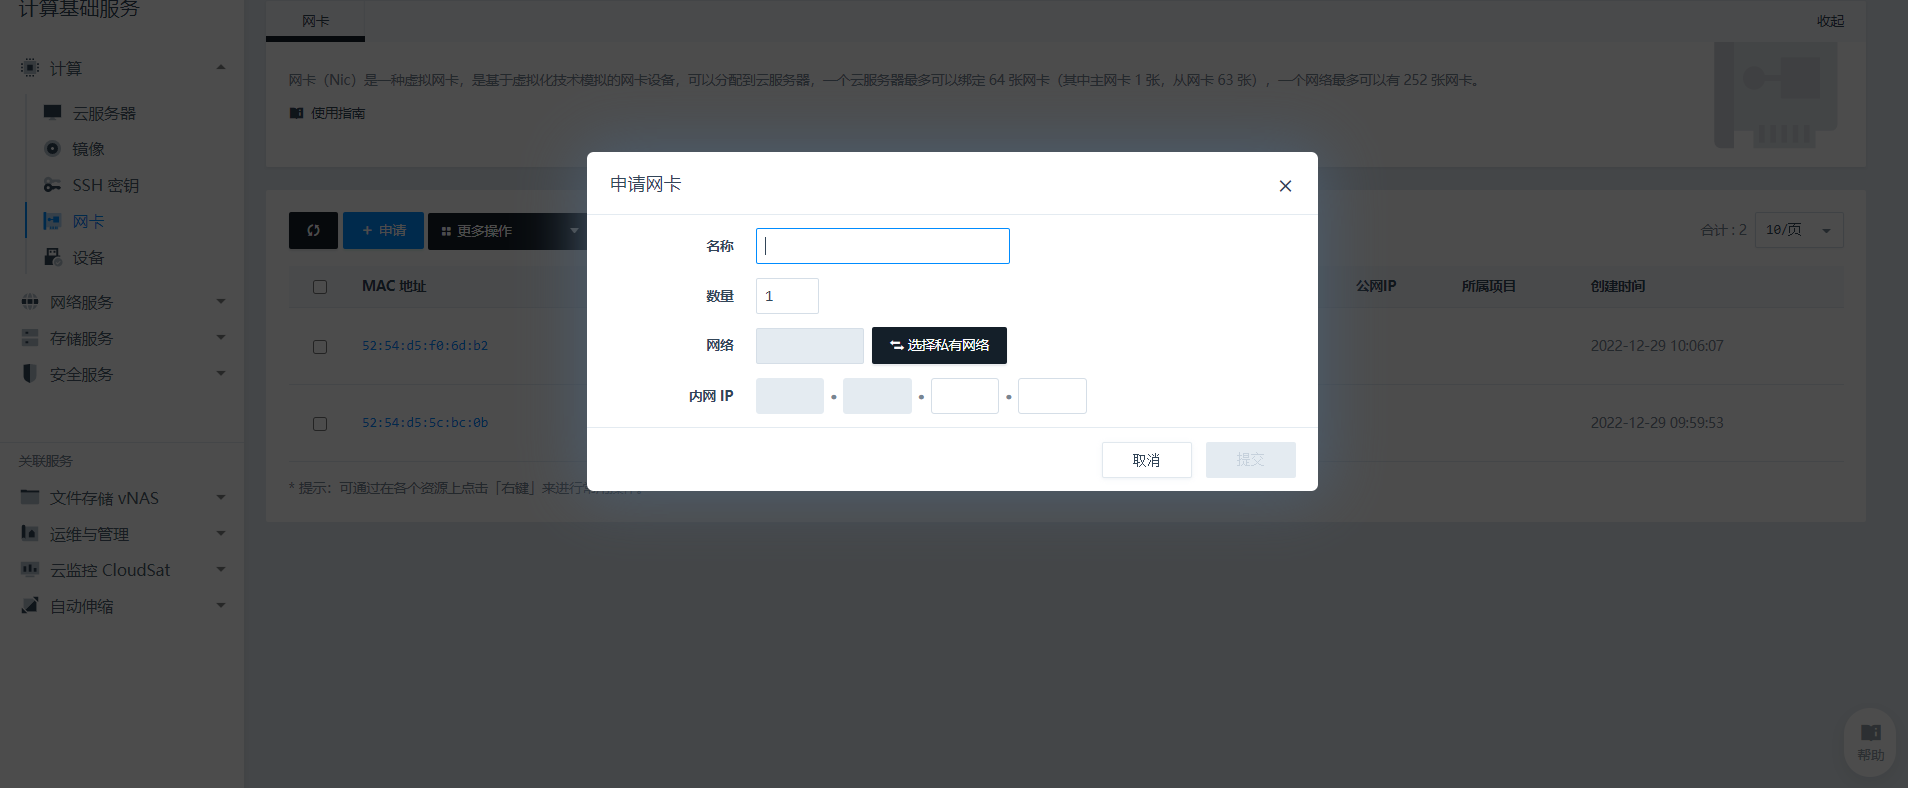 计算基础服务
计算
云服务器
镜像
SSH 密钥
网卡
设备
网络服务
存储服务
安全服务
关联服务
文件存储 vNAS
运维与管理
云监控 CloudSat
自动伸缩
网卡
收起
网卡（Nic）是一种虚拟网卡，是基于虚拟化技术模拟的网卡设备，可以分配到云服务器，一个云服务器最多可以绑定 64 张网卡（其中主网卡 1 张，从网卡 63 张），一个网络最多可以有 252 张网卡。
使用指南
+ 申请
更多操作
合计：2
10/页
MAC 地址
公网IP
所属项目
创建时间
52:54:d5:f0:6d:b2
2022-12-29 10:06:07
52:54:d5:5c:bc:0b
2022-12-29 09:59:53
* 提示：可通过在各个资源上点击「右键」来进行
申请网卡
名称
数量
1
网络
选择私有网络
内网 IP
取消
提交
帮助